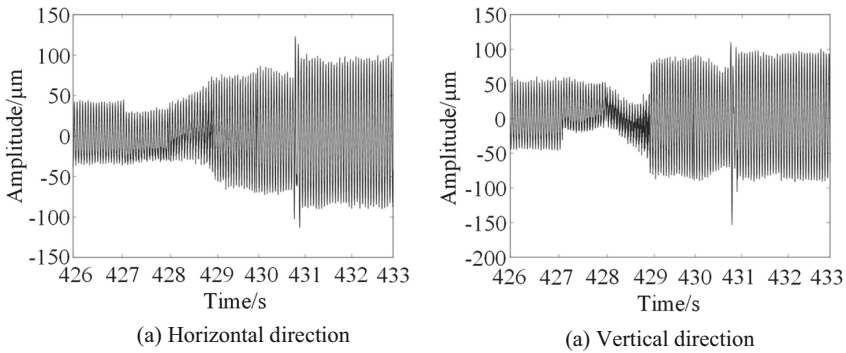 150
100
50
0
-50
-100
-150
Amplitude/μm
426 427 428 429 430 431 432 433
Time/s
(a) Horizontal direction
150
100
50
0
-50
-100
-150
-200
Amplitude/μm
426 427 428 429 430 431 432 433
Time/s
(a) Vertical direction